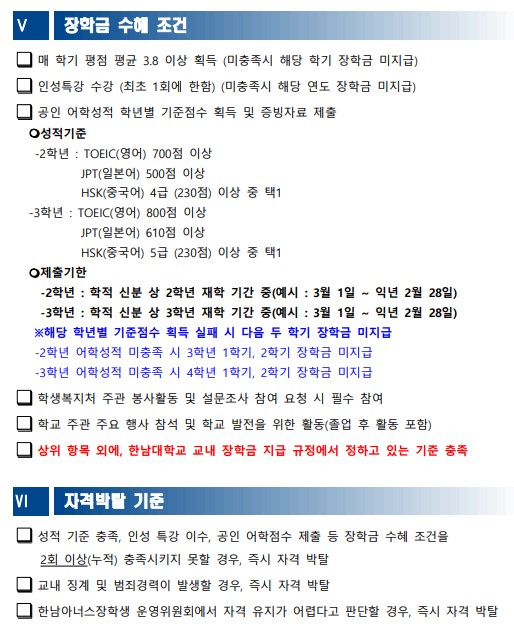 Ⅴ 장학금 수혜 조건
❏ 매 학기 평점 평균 3.8 이상 획득 (미충족시 해당 학기 장학금 미지급)
❏ 인성특강 수강 (최초 1회에 한함) (미충족시 해당 연도 장학금 미지급)
❏ 공인 어학성적 학년별 기준점수 획득 및 증빙자료 제출
❍성적기준
-2학년 : TOEIC(영어) 700점 이상
JPT(일본어) 500점 이상
HSK(중국어) 4급 (230점) 이상 중 택1
-3학년 : TOEIC(영어) 800점 이상
JPT(일본어) 610점 이상
HSK(중국어) 5급 (230점) 이상 중 택1
❍제출기한
-2학년 : 학적 신분 상 2학년 재학 기간 중(예시 : 3월 1일 ~ 익년 2월 28일)
-3학년 : 학적 신분 상 3학년 재학 기간 중(예시 : 3월 1일 ~ 익년 2월 28일)
※해당 학년별 기준점수 획득 실패 시 다음 두 학기 장학금 미지급
-2학년 어학성적 미충족 시 3학년 1학기, 2학기 장학금 미지급
-3학년 어학성적 미충족 시 4학년 1학기, 2학기 장학금 미지급
❏ 학생복지처 주관 봉사활동 및 설문조사 참여 요청 시 필수 참여
❏ 학교 주관 주요 행사 참석 및 학교 발전을 위한 활동(졸업 후 활동 포함)
❏ 상위 항목 외에, 한남대학교 교내 장학금 지급 규정에서 정하고 있는 기준 충족
Ⅵ 자격박탈 기준
❏ 성적 기준 충족, 인성 특강 이수, 공인 어학점수 제출 등 장학금 수혜 조건을
2회 이상(누적) 충족시키지 못할 경우, 즉시 자격 박탈
❏ 교내 징계 및 범죄경력이 발생할 경우, 즉시 자격 박탈
❏ 한남아너스장학생 운영위원회에서 자격 유지가 어렵다고 판단할 경우, 즉시 자격 박탈